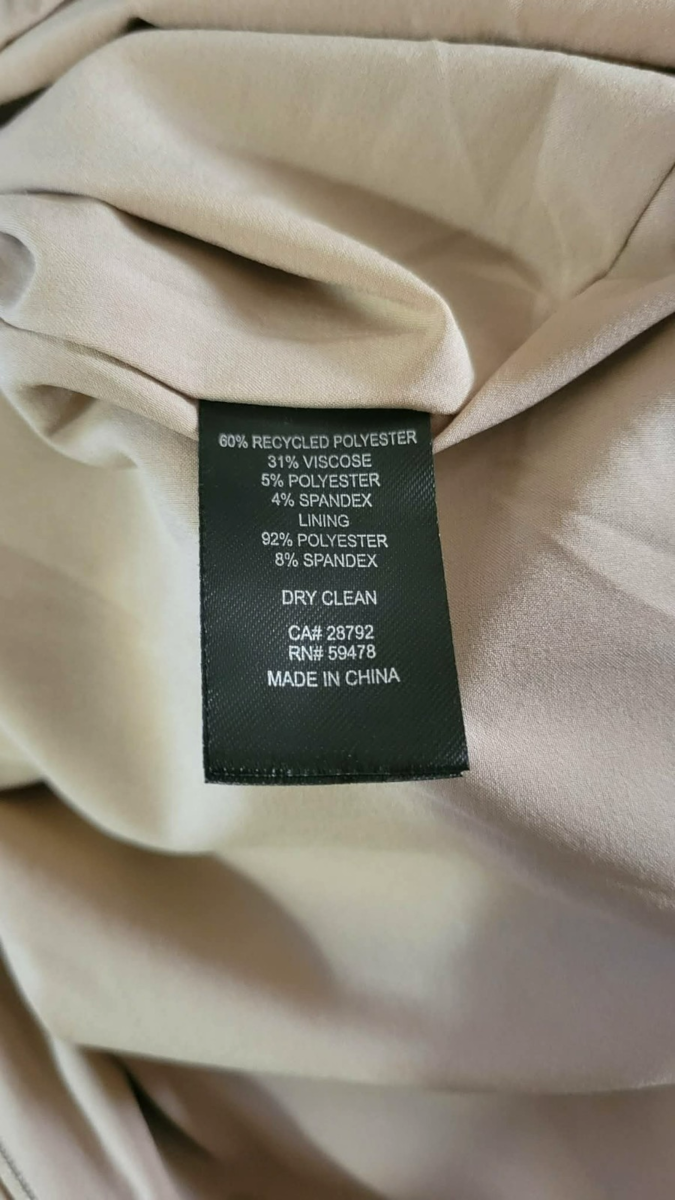 60% RECYCLED POLYESTER
31% VISCOSE
5% POLYESTER
4% SPANDEX
LINING
92% POLYESTER
8% SPANDEX
DRY CLEAN
CA# 28792
RN# 59478
MADE IN CHINA